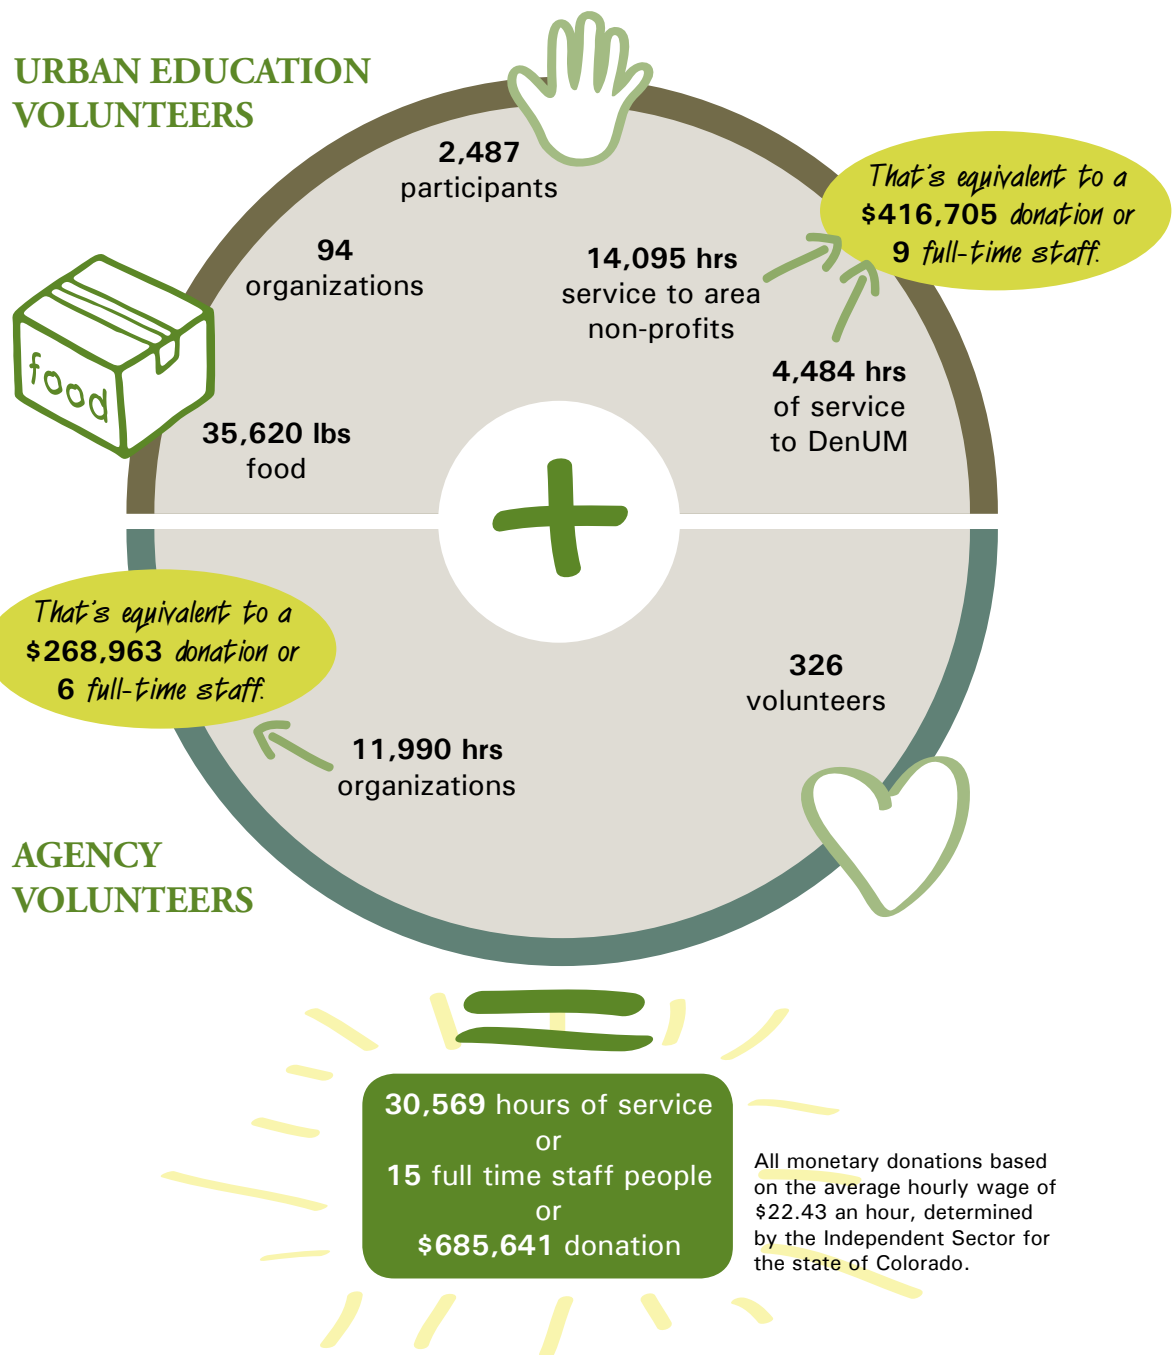 URBAN EDUCATION
VOLUNTEERS
2,487
participants
94
organizations
14,095 hrs
service to area
non-profits
That's equivalent to a
$416,705 donation or
9 full-time staff.
4,484 hrs
of service
to DenUM
food
35,620 lbs
food
+
That's equivalent to a
$268,963 donation or
6 full-time staff.
326
volunteers
11,990 hrs
organizations
AGENCY
VOLUNTEERS
=
30,569 hours of service
or
15 full time staff people
or
$685,641 donation
All monetary donations based
on the average hourly wage of
$22.43 an hour, determined
by the Independent Sector for
the state of Colorado.